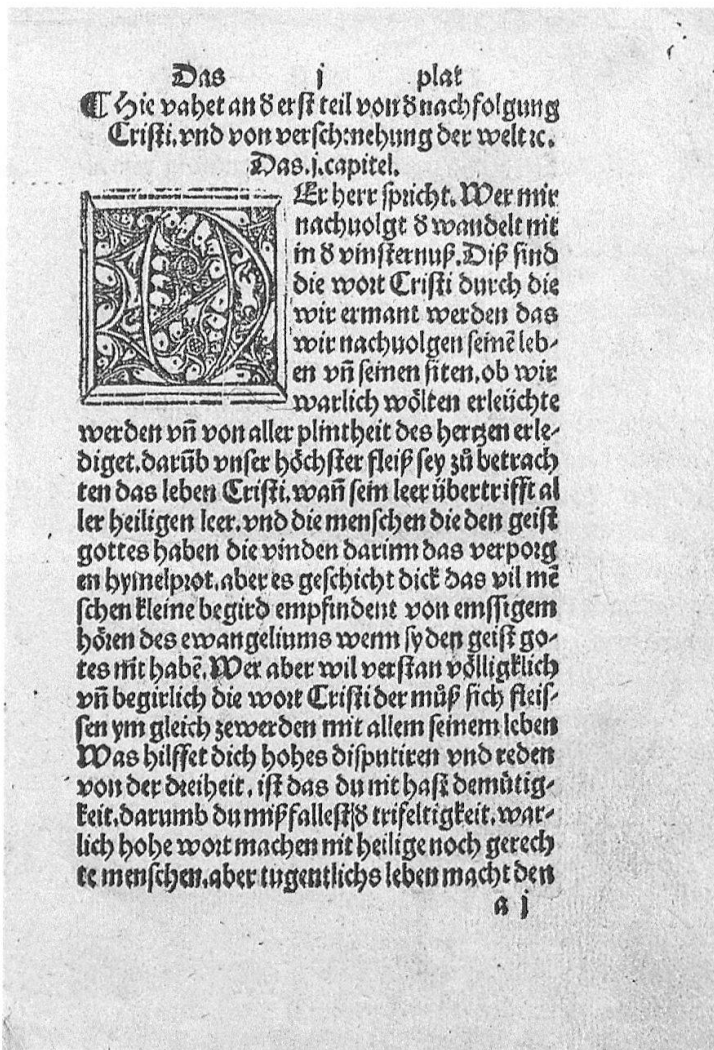 Das j plat
¶ Hie vahet an d̕ erst teil von d̕ nachfolgung
Cristi. vnd von verschmehung der welt ⁊c.
Das .j. capitel.
DEr herr spricht. Wer mir
nachuolgt d̕ wandelt nit
in d̕ vinsternuß. Diß sind
die wort Cristi durch die
wir ermant werden das
wir nachuolgen seinē leb⸗
en vn̄ seinen siten. ob wir
warlich wölten erleüchte
werden vn̄ von aller plintheit des hertzen erle⸗
diget. darūb vnser höchster fleiß sey zů betrach
ten das leben Cristi. wan̄ sein leer übertrifft al
ler heiligen leer. vnd die menschen die den geist
gottes haben die vinden darinn das verporg
en hymelprot. aber es geschicht dick das vil mē
schen kleine begird empfindent von emssigem
hören des ewangeliums wenn sy den geist go⸗
tes nit habē. Wer aber wil verstan völligklich
vn̄ begirlich die wort Cristi der můß sich fleis⸗
sen ym gleich zewerden mit allem seinem leben
Was hilffet dich hohes disputiren vnd reden
von der dreiheit. ist das du nit hast demütig⸗
keit. darumb du mißfallest d̕ trifeltigkeit. war⸗
lich hohe wort machen nit heilige noch gerech
te menschen. aber tugentlichs leben macht den
a j